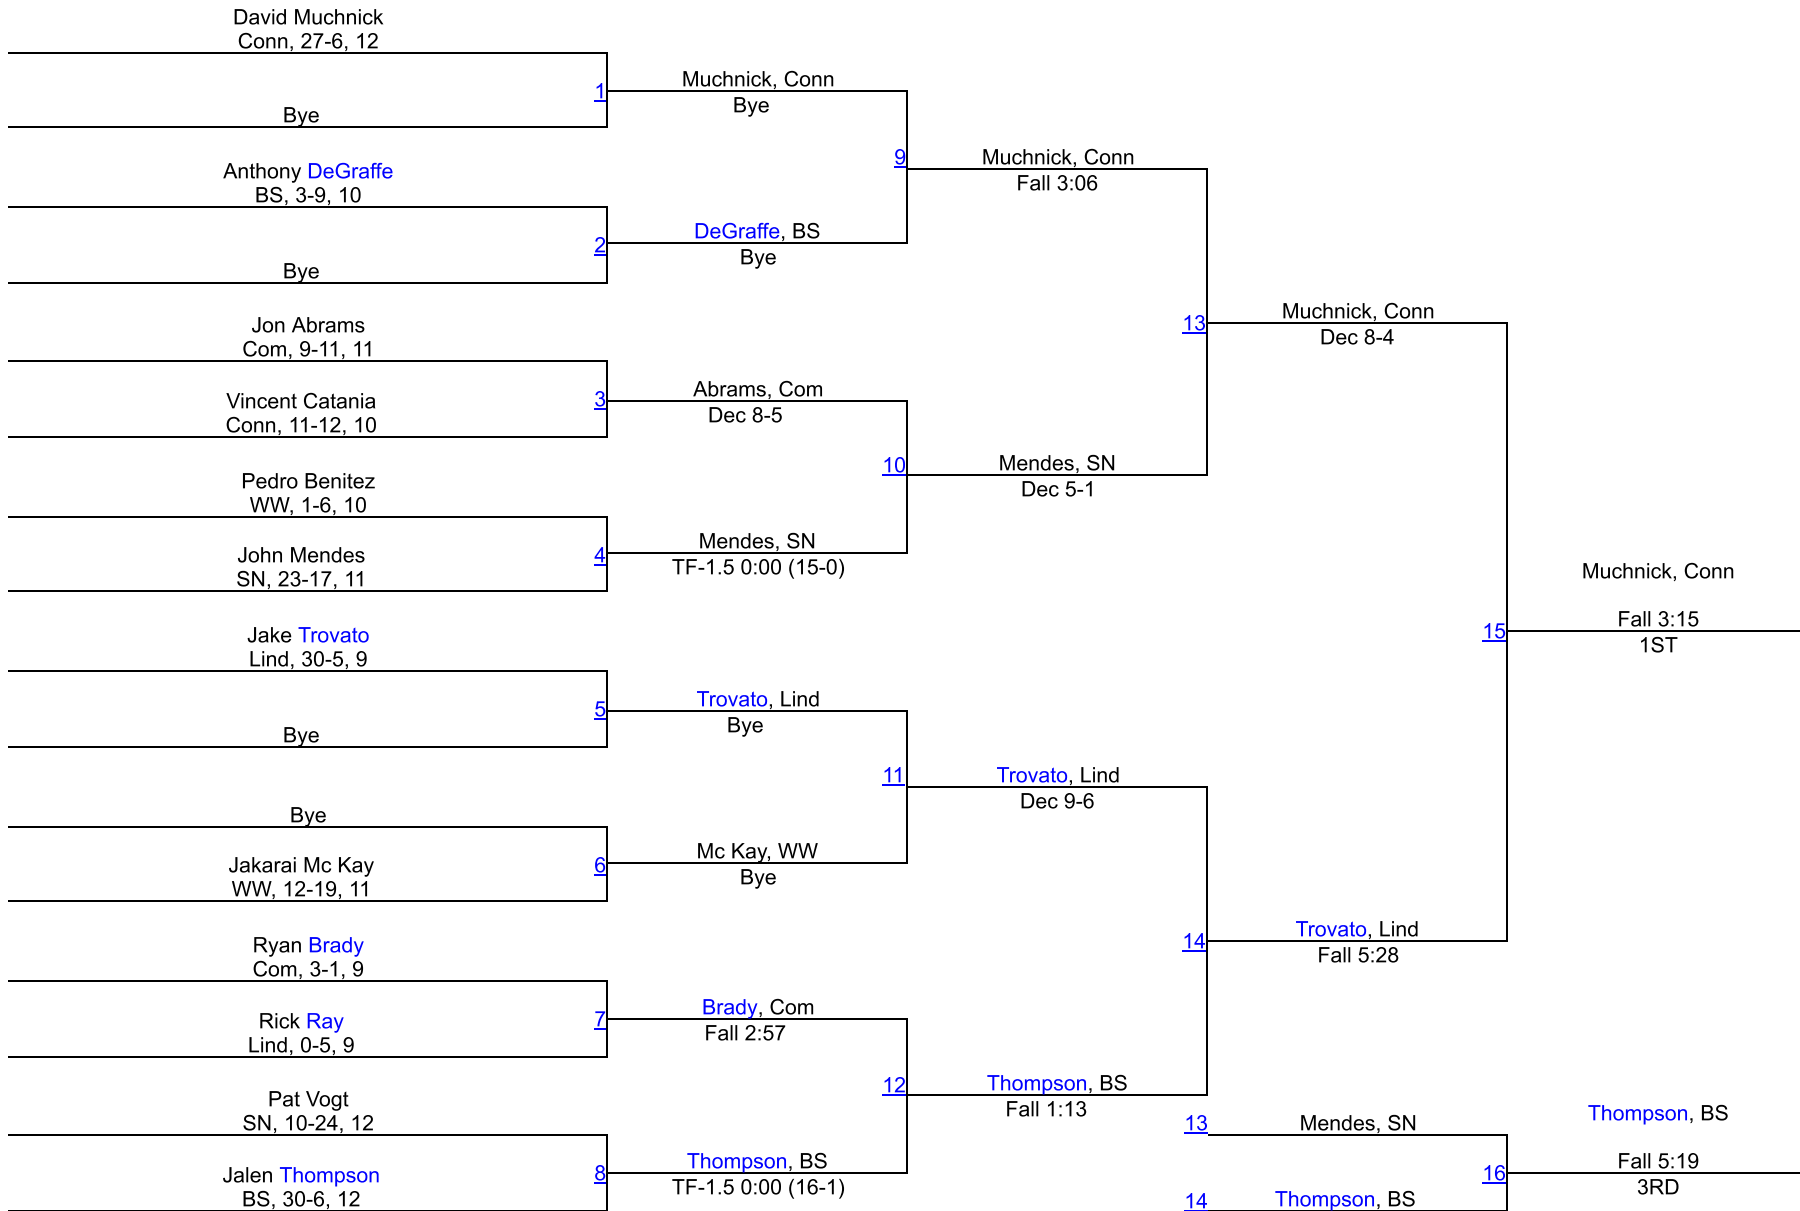 David Muchnick
Conn, 27-6, 12
1
Bye
Muchnick, Conn
Bye
Anthony DeGraffe
BS, 3-9, 10
2
Bye
DeGraffe, BS
Bye
9
Muchnick, Conn
Fall 3:06
Jon Abrams
Com, 9-11, 11
3
Vincent Catania
Conn, 11-12, 10
Abrams, Com
Dec 8-5
Pedro Benitez
WW, 1-6, 10
4
John Mendes
SN, 23-17, 11
Mendes, SN
TF-1.5 0:00 (15-0)
10
Mendes, SN
Dec 5-1
13
Muchnick, Conn
Dec 8-4
Jake Trovato
Lind, 30-5, 9
5
Bye
Trovato, Lind
Bye
Bye
6
Jakarai Mc Kay
WW, 12-19, 11
Mc Kay, WW
Bye
11
Trovato, Lind
Dec 9-6
Ryan Brady
Com, 3-1, 9
7
Rick Ray
Lind, 0-5, 9
Brady, Com
Fall 2:57
Pat Vogt
SN, 10-24, 12
8
Jalen Thompson
BS, 30-6, 12
Thompson, BS
TF-1.5 0:00 (16-1)
12
Thompson, BS
Fall 1:13
14
Trovato, Lind
Fall 5:28
15
Muchnick, Conn
Fall 3:15
1ST
13
Mendes, SN
14
Thompson, BS
16
Thompson, BS
Fall 5:19
3RD